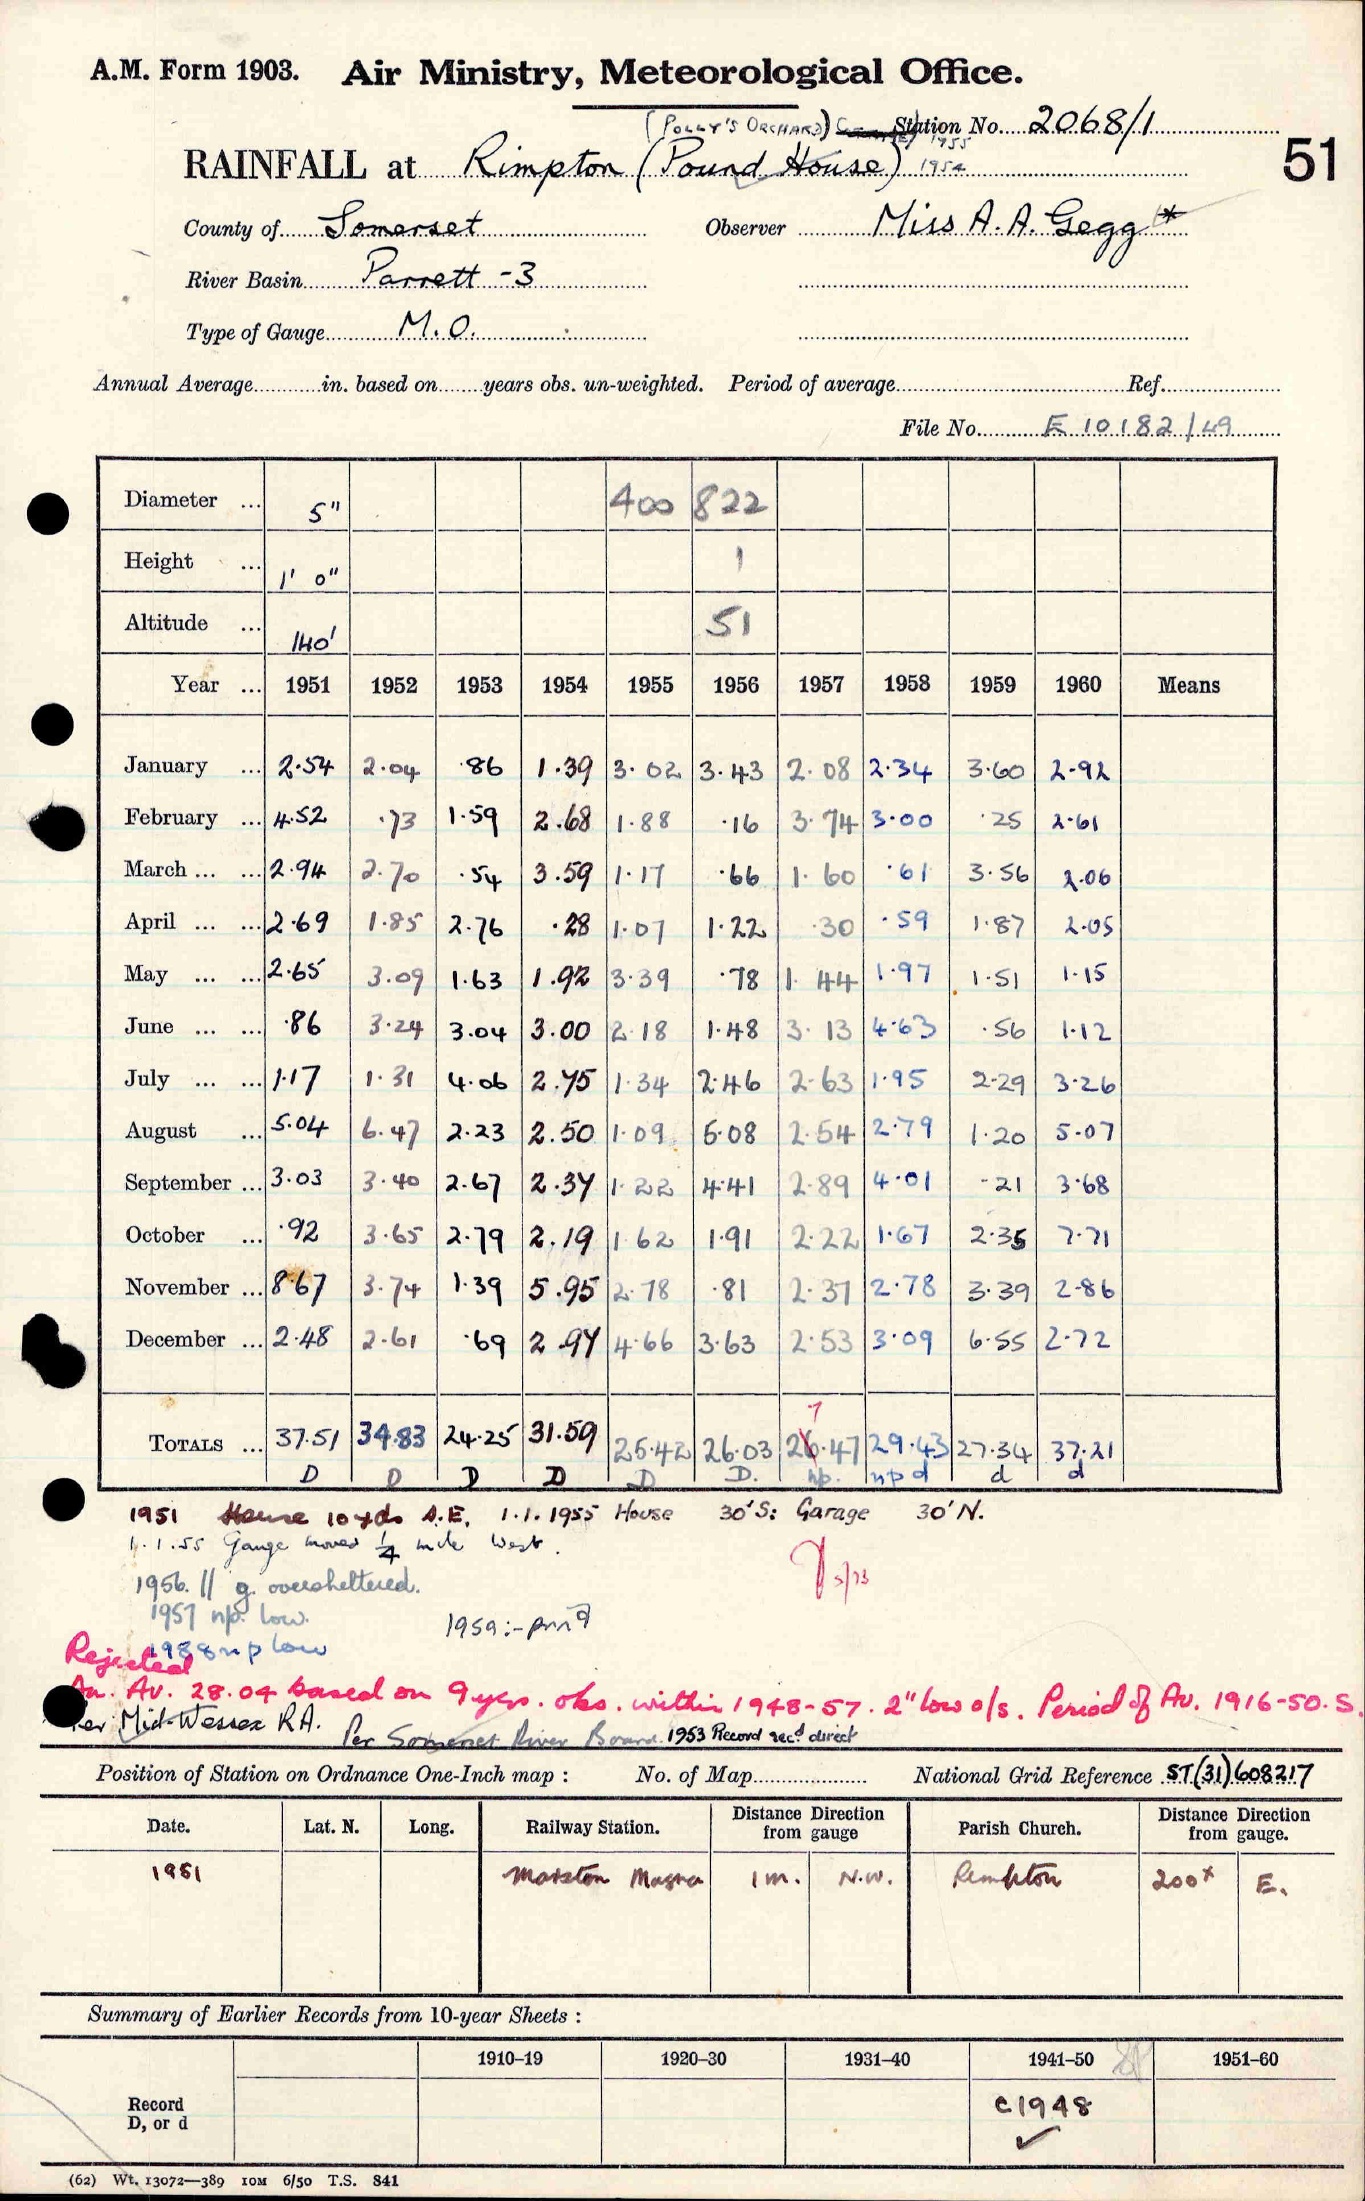 A.M. Form 1903. Air Ministry, Meteorological Office.
(POLLY'S ORCHARD) Station No. 2068/1
1955
51
RAINFALL at Rimpton (Pound House) 1954
County of Somerset Observer Miss A. A. Gegg *
River Basin Parrett -3
Type of Gauge M.O.
Annual Average in. based on years obs. un-weighted. Period of average Ref.
File No. E 10182/49
Diameter ... 5" 400 822
Height ... 1' 0" 1
Altitude ... 140' 51
Year ... 1951 1952 1953 1954 1955 1956 1957 1958 1959 1960 Means
January ... 2.54 2.04 .86 1.39 3.02 3.43 2.08 2.34 3.60 2.92
February ... 4.52 .73 1.59 2.68 1.88 .16 3.74 3.00 .25 2.61
March ... ... 2.94 2.70 .54 3.59 1.17 .66 1.60 .61 3.56 2.06
April ... ... 2.69 1.85 2.76 .28 1.07 1.22 .30 .59 1.87 2.05
May ... ... 2.65 3.09 1.63 1.92 3.39 .78 1.44 1.97 1.51 1.15
June ... ... .86 3.24 3.04 3.00 2.18 1.48 3.13 4.63 .56 1.12
July ... ... 1.17 1.31 4.06 2.75 1.34 2.46 2.63 1.95 2.29 3.26
August ... 5.04 6.47 2.23 2.50 1.09 5.08 2.54 2.79 1.20 5.07
September ... 3.03 3.40 2.67 2.37 1.22 4.41 2.89 4.01 .21 3.68
October ... .92 3.65 2.79 2.19 1.62 1.91 2.22 1.67 2.35 7.71
November ... 8.67 3.74 1.39 5.95 2.78 .81 2.37 2.78 3.39 2.86
December ... 2.48 2.61 .69 2.97 4.66 3.63 2.53 3.09 6.55 2.72
7
TOTALS ... 37.51 34.83 24.25 31.59 25.42 26.03 26.47 29.43 27.34 37.21
D D D D D D. np. np d d d
1951 House 10 yds S.E. 1.1.1955 House 30'S: Garage 30'N.
1.1.55 Gauge moved 1/4 mile West.
1956. // g. oversheltered.
5/73
1957 np. low.
1959:- prnd
1958 np low
Rejected
An. Av. 28.04 based on 9 yrs. obs. within 1948-57. 2" low o/s. Period of Av. 1916-50. S.
Per Mid-Wessex R.A. Per Somerset River Board. 1953 Record recd direct
Position of Station on Ordnance One-Inch map : No. of Map National Grid Reference ST(31)608217
Date. Lat. N. Long. Railway Station. Distance from Direction gauge Parish Church. Distance from Direction gauge.
1951 Marston Magna 1 m. N.W. Rimpton 200x E.
Summary of Earlier Records from 10-year Sheets :
1910–19 1920–30 1931–40 1941–50 1951–60
Record D, or d c1948 ✓
(62) Wt. 13072—389 10M 6/50 T.S. 841